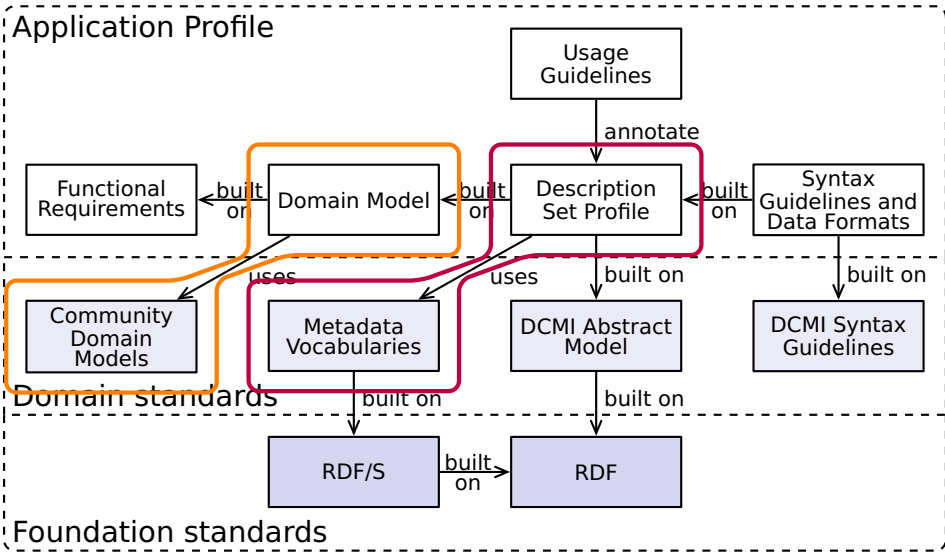 Application Profile
Usage
Guidelines
annotate
Functional
Requirements
built
on
Domain Model
built
on
Description
Set Profile
built
on
Syntax
Guidelines and
Data Formats
uses
uses
built on
built on
Community
Domain
Models
Metadata
Vocabularies
DCMI Abstract
Model
DCMI Syntax
Guidelines
Domain standards
built on
built on
RDF/S
built
on
RDF
Foundation standards